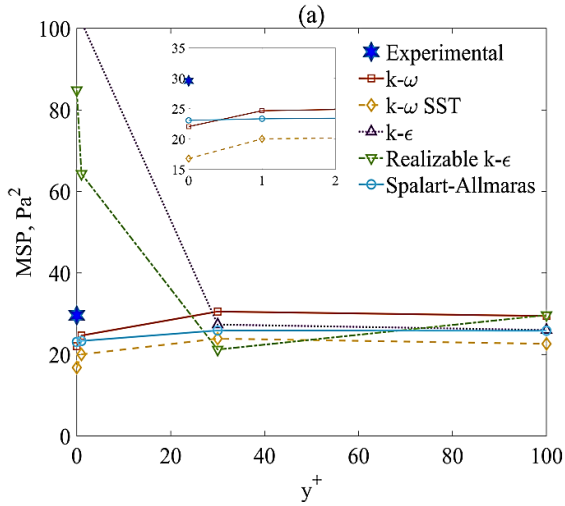 (a)
MSP, Pa²
100
80
60
40
20
0
35
30
25
20
15
0 1 2
Experimental
k-ω
k-ω SST
k-ϵ
Realizable k-ϵ
Spalart-Allmaras
0 20 40 60 80 100
y⁺